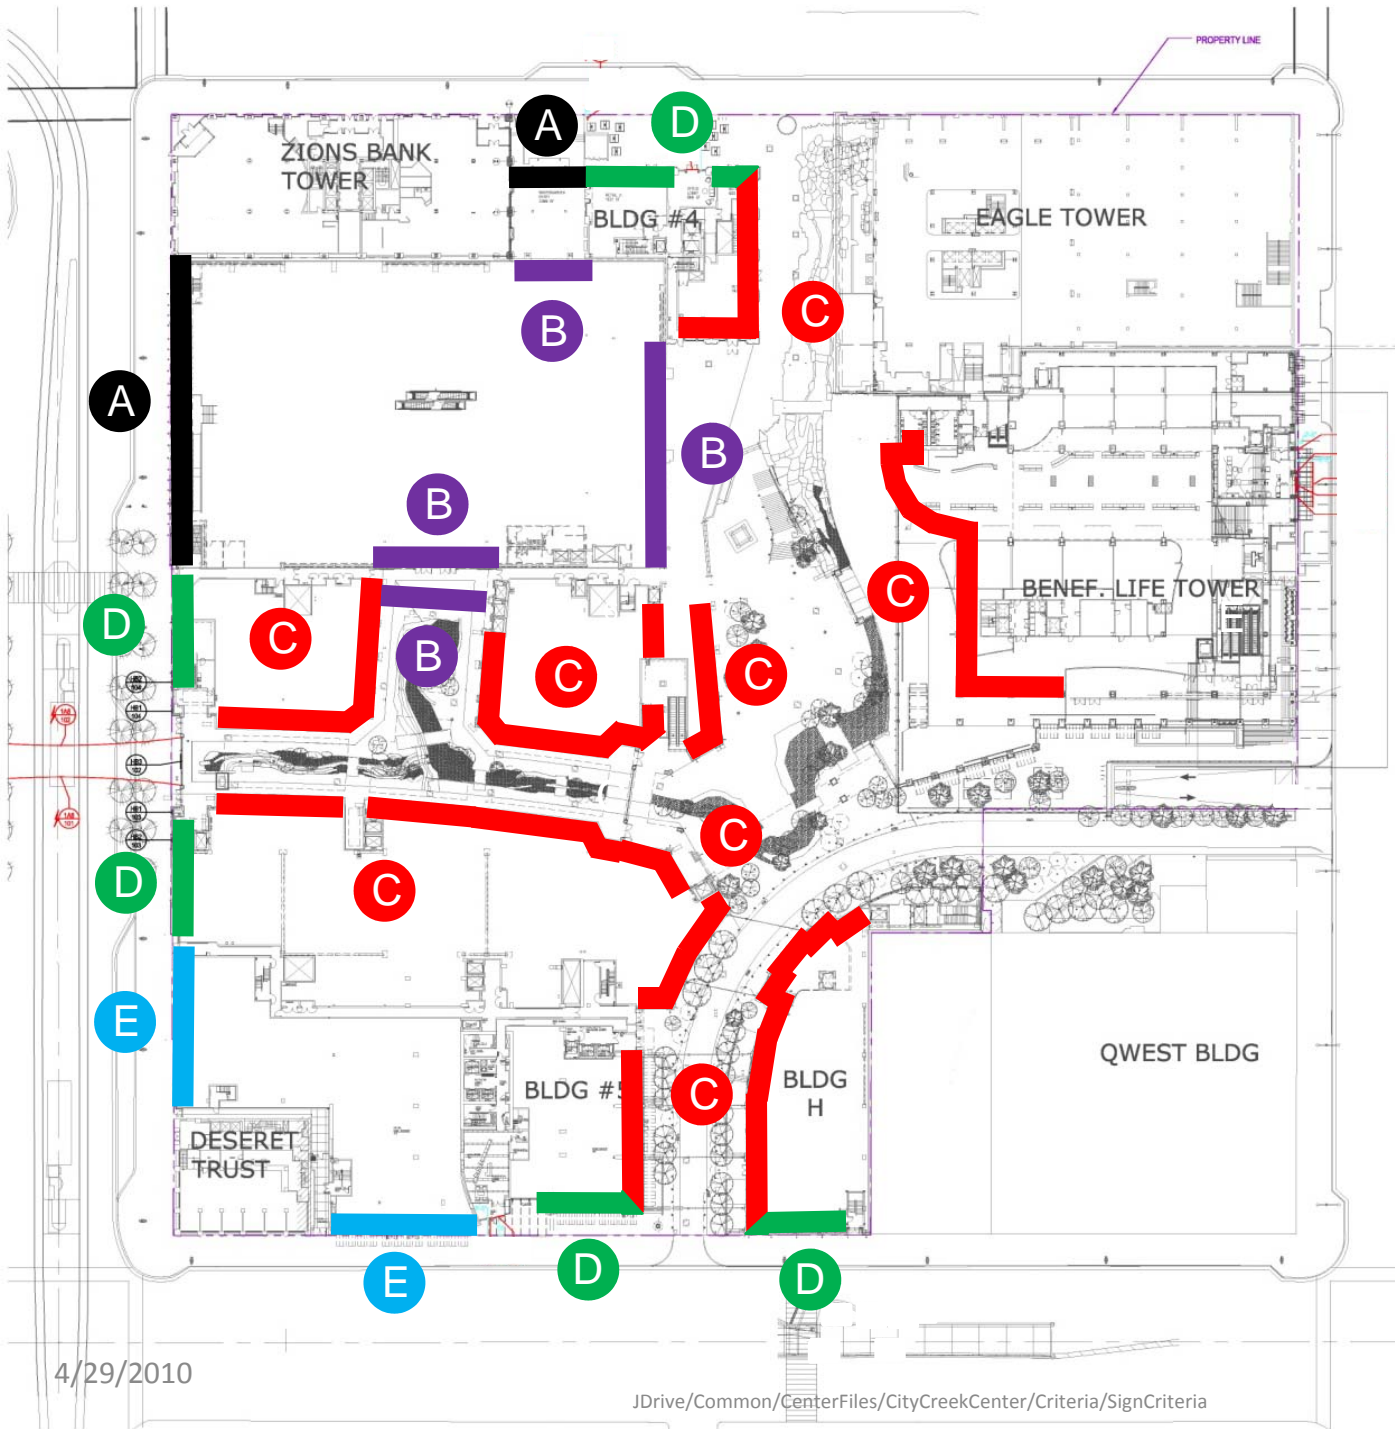 PROPERTY LINE
A
D
ZIONS BANK
TOWER
BLDG #4
EAGLE TOWER
C
B
A
B
B
D
C
B
C
C
C
BENEF. LIFE TOWER
C
D
C
E
QWEST BLDG
BLDG #5
C
BLDG
H
DESERET
TRUST
D
D
E
4/29/2010
JDrive/Common/CenterFiles/CityCreekCenter/Criteria/SignCriteria